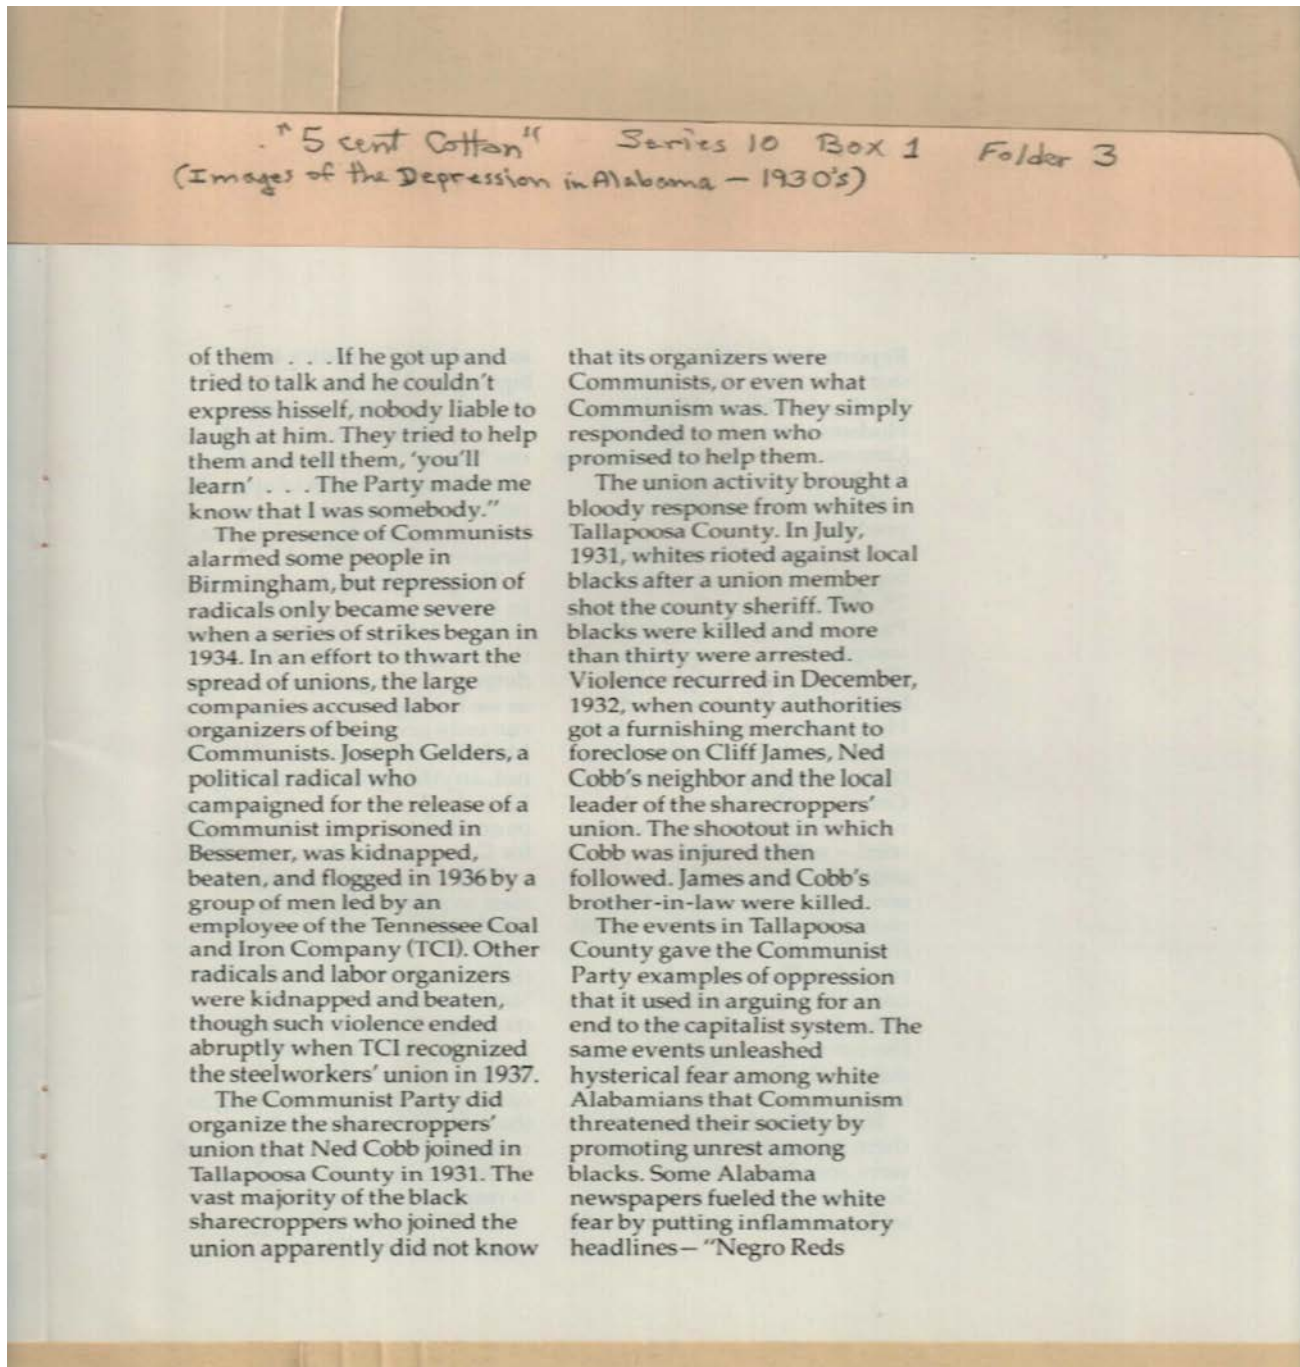 "5 cent Cotton" Series 10 Box 1 Folder 3
(Images of the Depression in Alabama - 1930's)
of them . . . If he got up and
tried to talk and he couldn't
express hisself, nobody liable to
laugh at him. They tried to help
them and tell them, 'you'll
learn' . . . The Party made me
know that I was somebody."
The presence of Communists
alarmed some people in
Birmingham, but repression of
radicals only became severe
when a series of strikes began in
1934. In an effort to thwart the
spread of unions, the large
companies accused labor
organizers of being
Communists. Joseph Gelders, a
political radical who
campaigned for the release of a
Communist imprisoned in
Bessemer, was kidnapped,
beaten, and flogged in 1936 by a
group of men led by an
employee of the Tennessee Coal
and Iron Company (TCI). Other
radicals and labor organizers
were kidnapped and beaten,
though such violence ended
abruptly when TCI recognized
the steelworkers' union in 1937.
The Communist Party did
organize the sharecroppers'
union that Ned Cobb joined in
Tallapoosa County in 1931. The
vast majority of the black
sharecroppers who joined the
union apparently did not know
that its organizers were
Communists, or even what
Communism was. They simply
responded to men who
promised to help them.
The union activity brought a
bloody response from whites in
Tallapoosa County. In July,
1931, whites rioted against local
blacks after a union member
shot the county sheriff. Two
blacks were killed and more
than thirty were arrested.
Violence recurred in December,
1932, when county authorities
got a furnishing merchant to
foreclose on Cliff James, Ned
Cobb's neighbor and the local
leader of the sharecroppers'
union. The shootout in which
Cobb was injured then
followed. James and Cobb's
brother-in-law were killed.
The events in Tallapoosa
County gave the Communist
Party examples of oppression
that it used in arguing for an
end to the capitalist system. The
same events unleashed
hysterical fear among white
Alabamians that Communism
threatened their society by
promoting unrest among
blacks. Some Alabama
newspapers fueled the white
fear by putting inflammatory
headlines— "Negro Reds